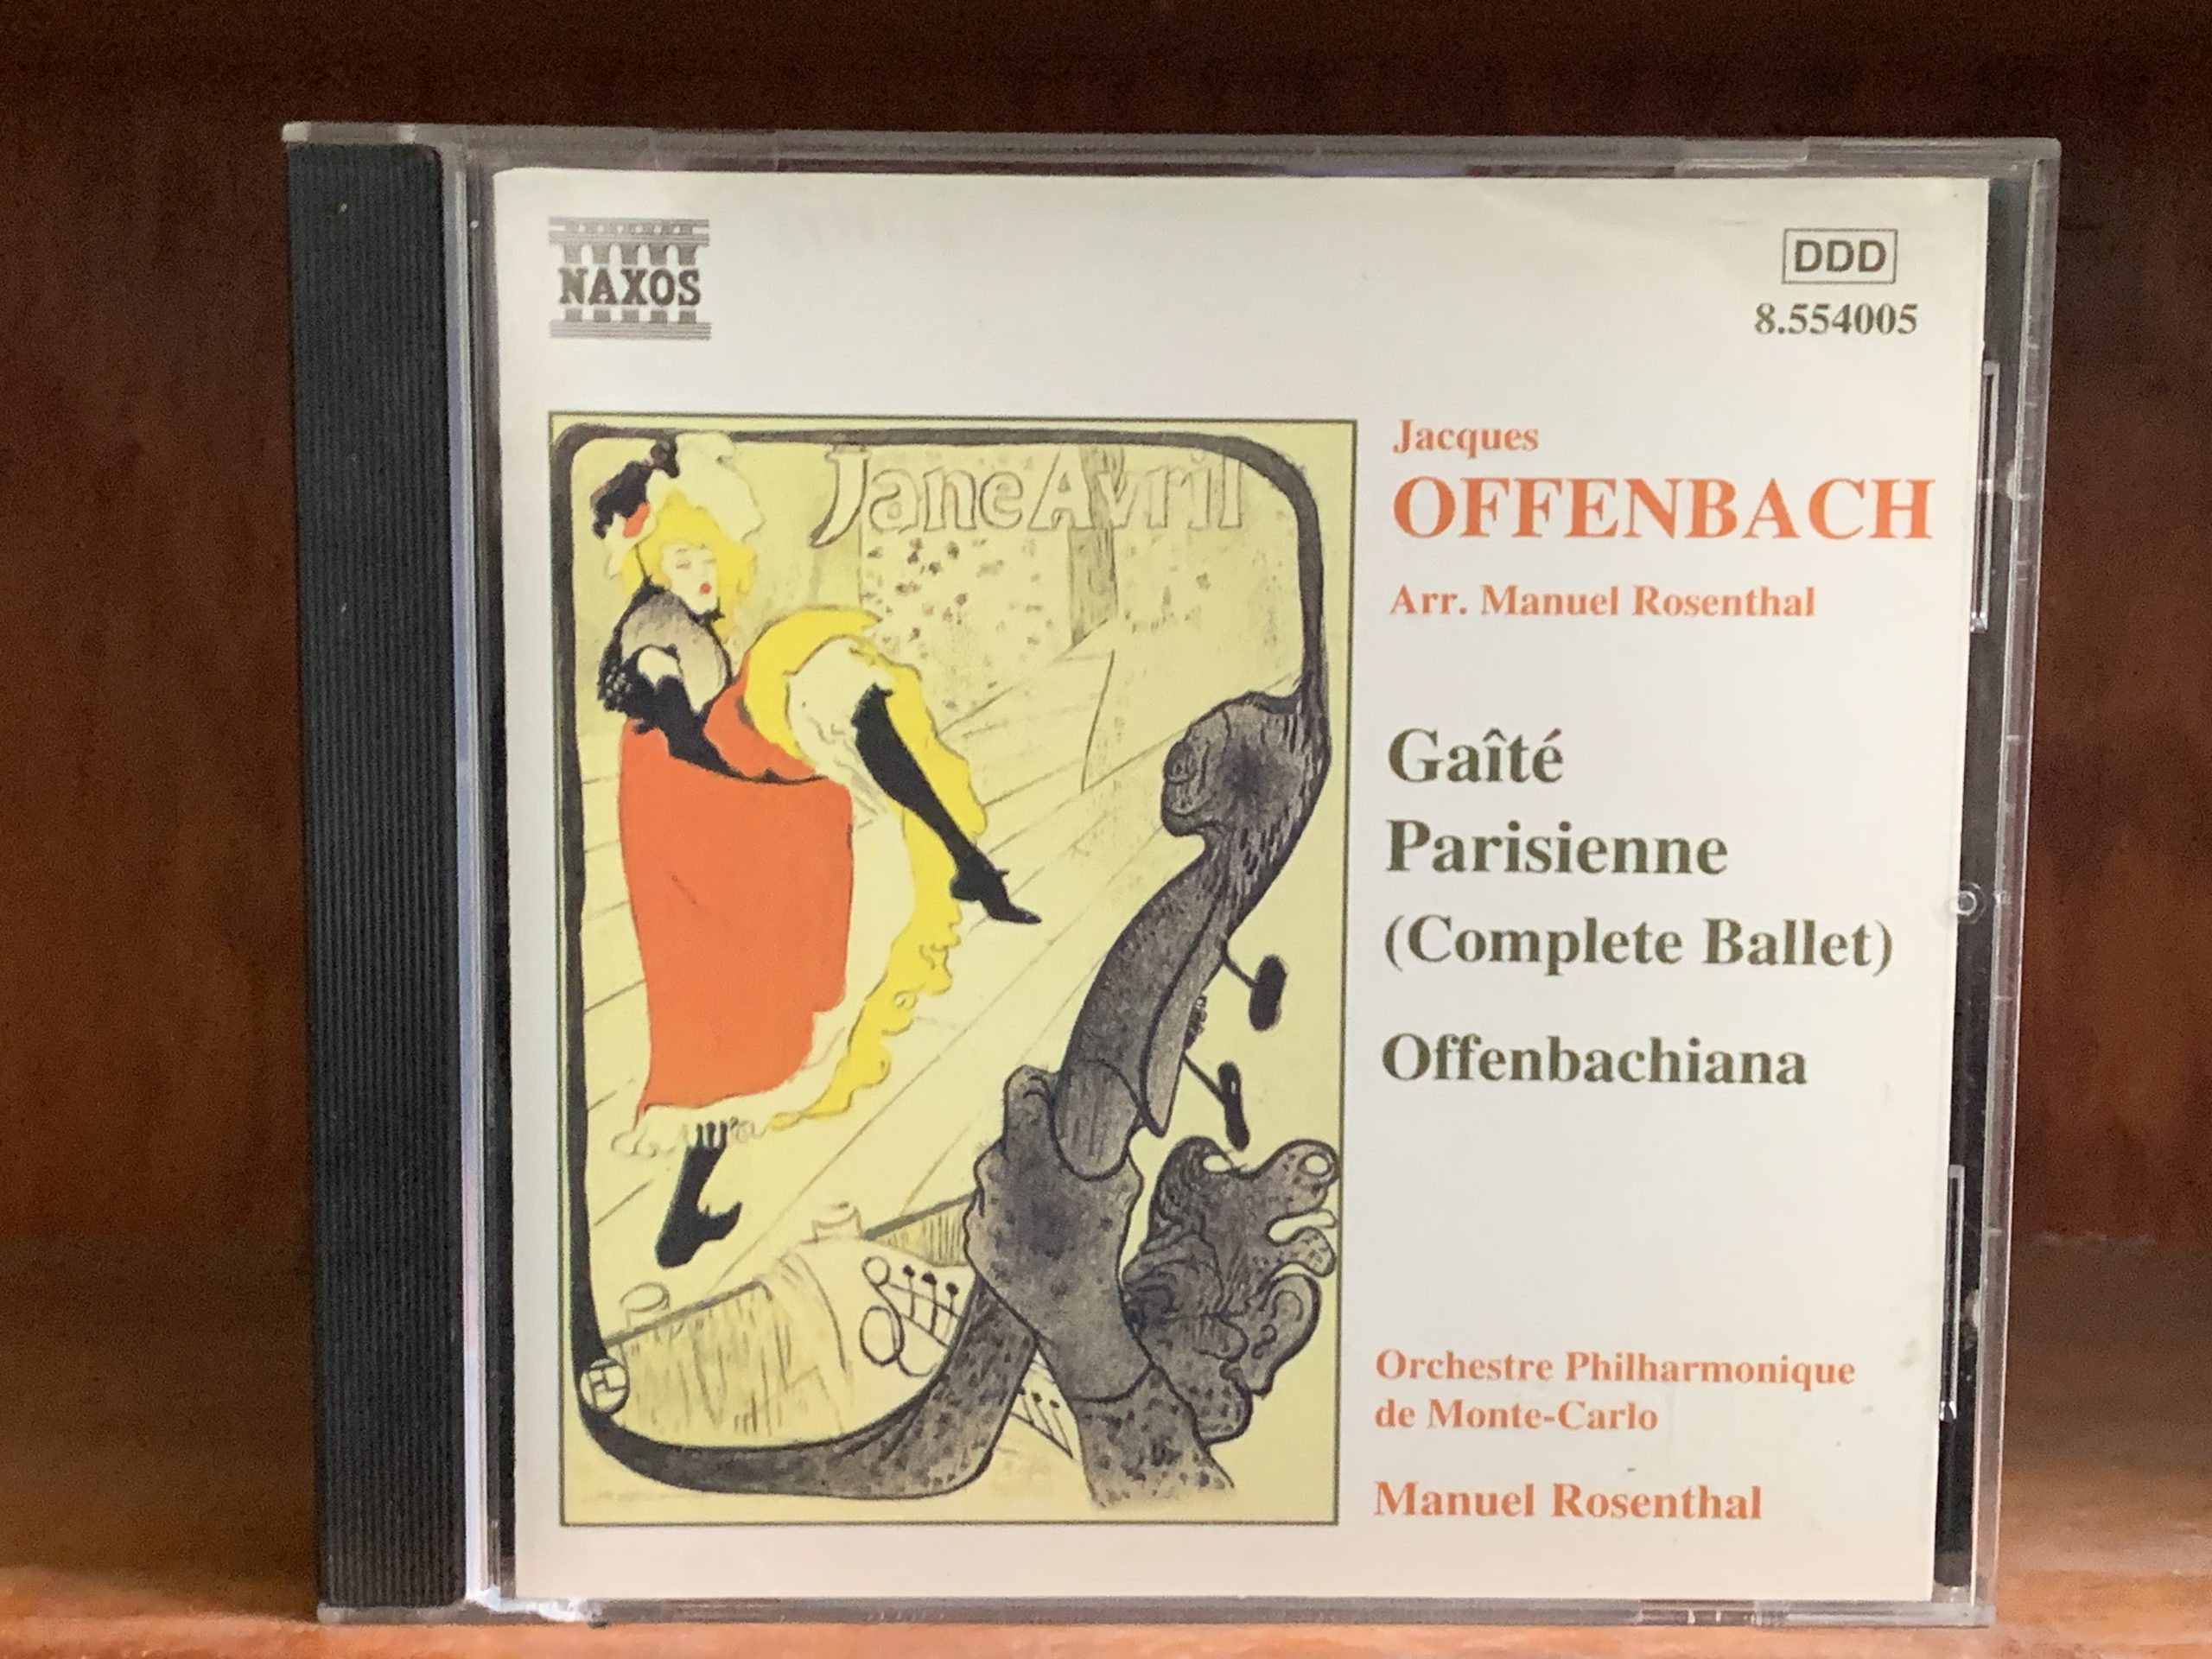 NAXOS
DDD
8.554005
Jane Avril
Jacques
OFFENBACH
Arr. Manuel Rosenthal
Gaîté
Parisienne
(Complete Ballet)
Offenbachiana
Orchestre Philharmonique
de Monte-Carlo
Manuel Rosenthal